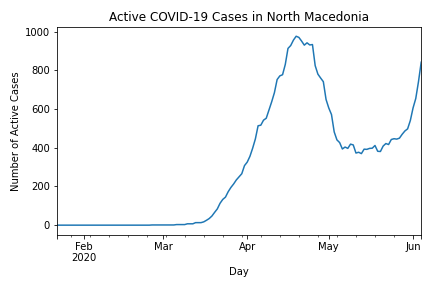 Active COVID-19 Cases in North Macedonia
Number of Active Cases
1000
800
600
400
200
0
Feb
2020
Mar
Apr
May
Jun
Day